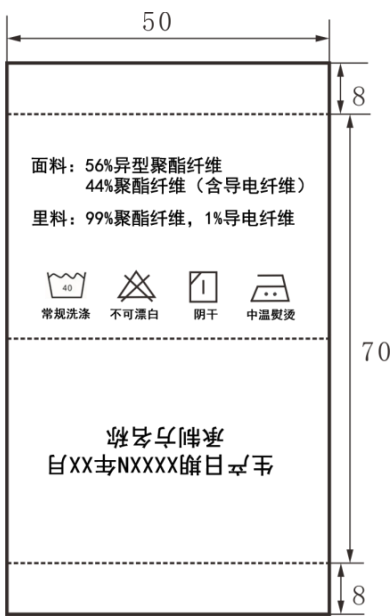 50
8
面料：56%异型聚酯纤维
44%聚酯纤维（含导电纤维）
里料：99%聚酯纤维，1%导电纤维
40
常规洗涤 不可漂白 阴干 中温熨烫
70
生产日期XXXXN年XX月
承制方名称
8